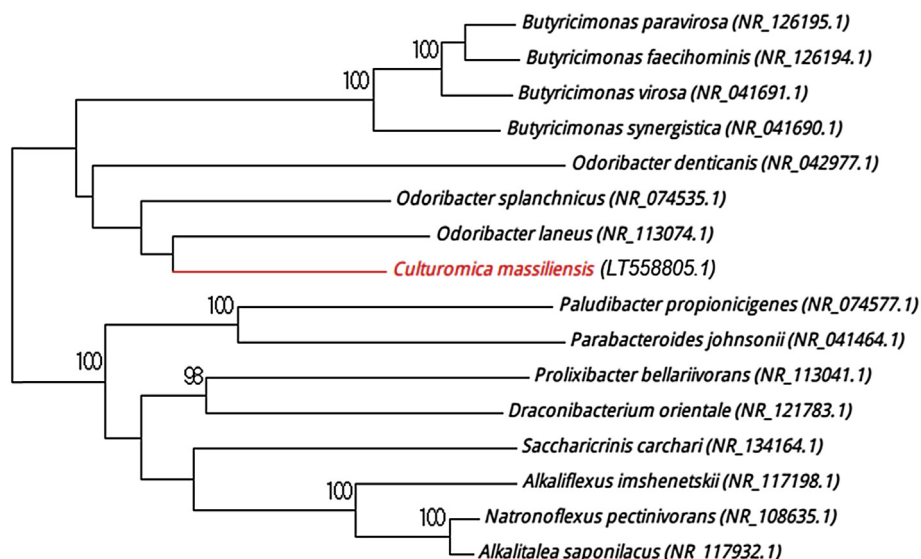 Butyricimonas paravirosa (NR_126195.1)
100
Butyricimonas faecihominis (NR_126194.1)
100
Butyricimonas virosa (NR_041691.1)
Butyricimonas synergistica (NR_041690.1)
Odoribacter denticanis (NR_042977.1)
Odoribacter splanchnicus (NR_074535.1)
Odoribacter laneus (NR_113074.1)
Culturomica massiliensis (LT558805.1)
100
Paludibacter propionicigenes (NR_074577.1)
Parabacteroides johnsonii (NR_041464.1)
100
98
Prolixibacter bellariivorans (NR_113041.1)
Draconibacterium orientale (NR_121783.1)
Saccharicrinis carchari (NR_134164.1)
Alkaliflexus imshenetskii (NR_117198.1)
100
100
Natronoflexus pectinivorans (NR_108635.1)
Alkalitalea saponilacus (NR_117932.1)